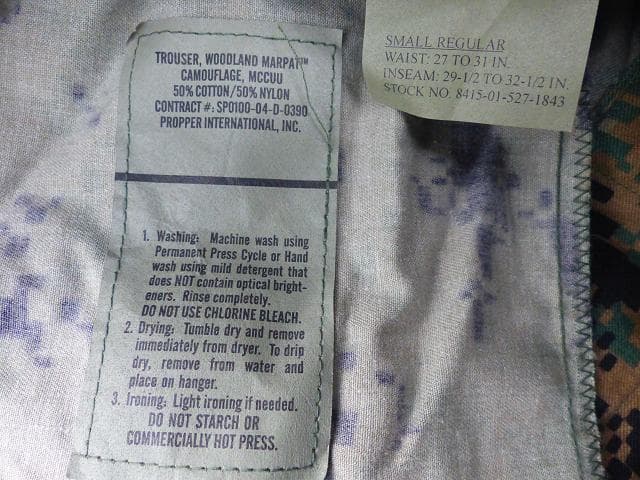 TROUSER, WOODLAND MARPAT™
CAMOUFLAGE, MCCUU
50% COTTON/50% NYLON
CONTRACT #: SPO100-04-D-0390
PROPPER INTERNATIONAL, INC.
1. Washing: Machine wash using
Permanent Press Cycle or Hand
wash using mild detergent that
does NOT contain optical bright-
eners. Rinse completely.
DO NOT USE CHLORINE BLEACH.
2. Drying: Tumble dry and remove
immediately from dryer. To drip
dry, remove from water and
place on hanger.
3. Ironing: Light ironing if needed.
DO NOT STARCH OR
COMMERCIALLY HOT PRESS.
SMALL REGULAR
WAIST: 27 TO 31 IN.
INSEAM: 29-1/2 TO 32-1/2 IN.
STOCK NO. 8415-01-527-1843